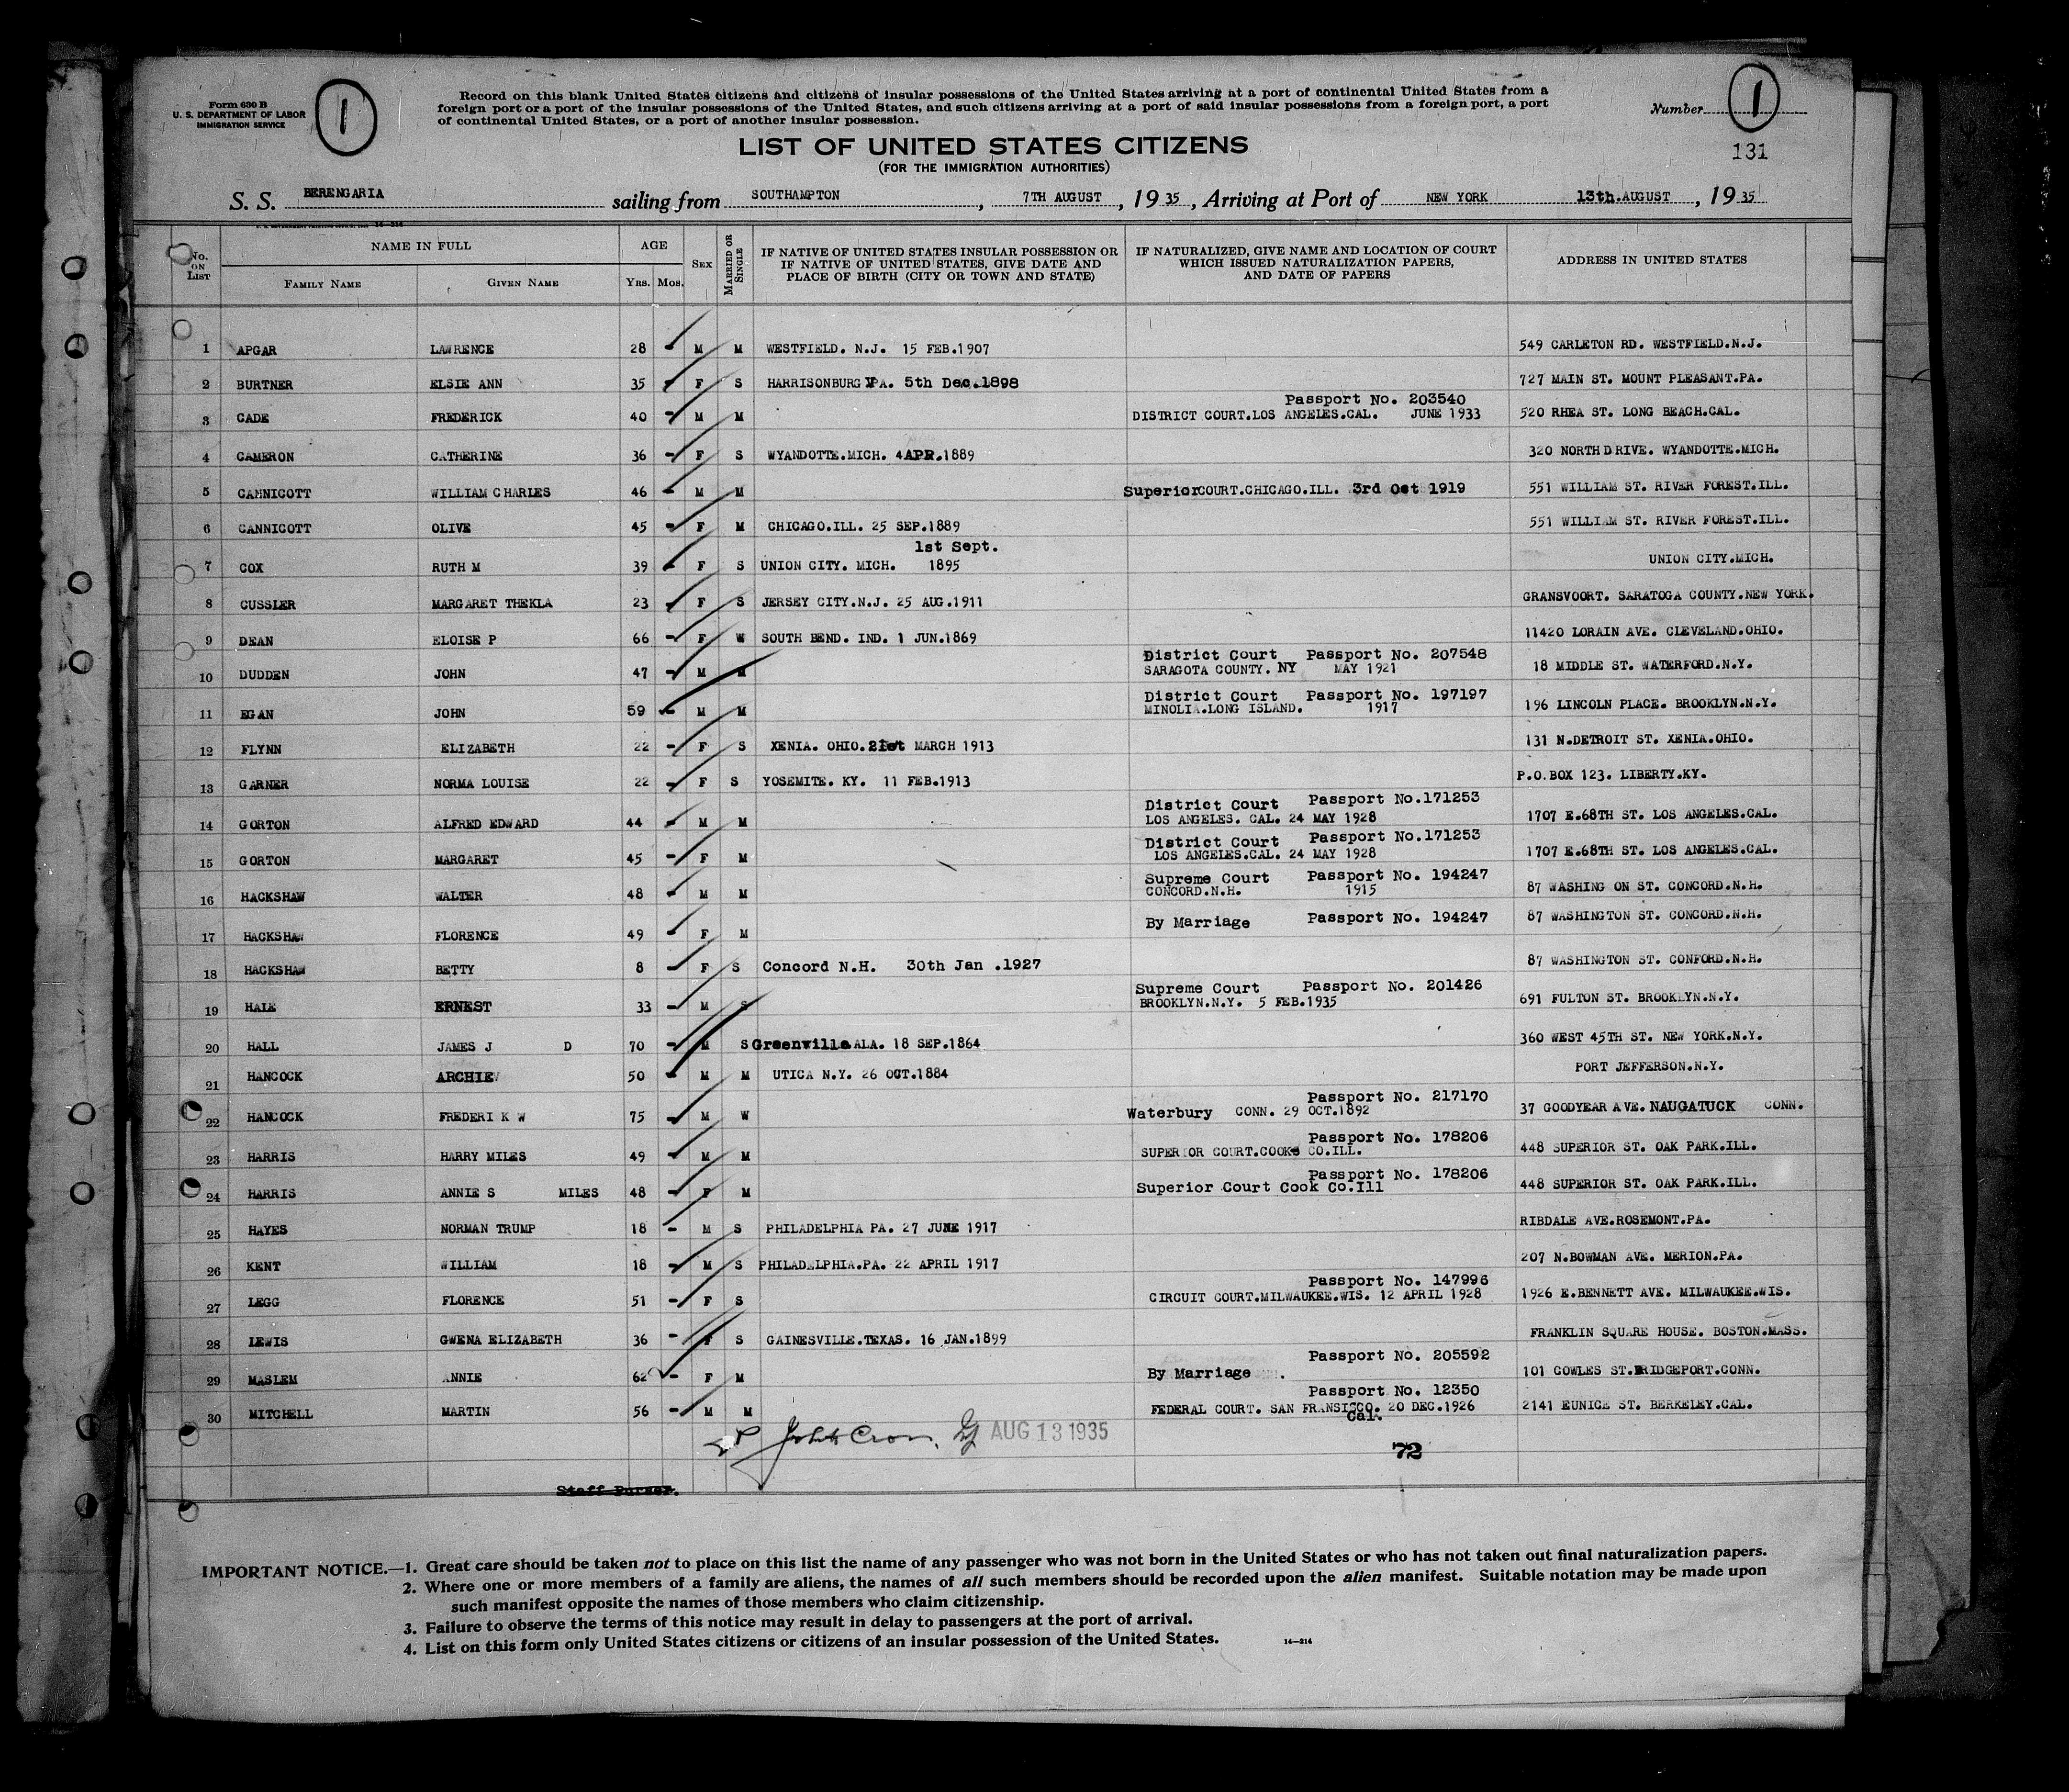 Form 630 B
U. S. DEPARTMENT OF LABOR
IMMIGRATION SERVICE
1
Record on this blank United States citizens and citizens of insular possessions of the United States arriving at a port of continental United States from a
foreign port or a port of the insular possessions of the United States, and such citizens arriving at a port of said insular possessions from a foreign port, a port
of continental United States, or a port of another insular possession.
Number 1
131
LIST OF UNITED STATES CITIZENS
(FOR THE IMMIGRATION AUTHORITIES)
S. S. BERENGARIA sailing from SOUTHAMPTON, 7TH AUGUST, 1935, Arriving at Port of NEW YORK 13th.AUGUST, 1935
No. ON LIST NAME IN FULL AGE SEX MARRIED OR SINGLE IF NATIVE OF UNITED STATES INSULAR POSSESSION OR IF NATIVE OF UNITED STATES, GIVE DATE AND PLACE OF BIRTH (CITY OR TOWN AND STATE) IF NATURALIZED, GIVE NAME AND LOCATION OF COURT WHICH ISSUED NATURALIZATION PAPERS, AND DATE OF PAPERS ADDRESS IN UNITED STATES
FAMILY NAME GIVEN NAME YRS. MOS.
1 APGAR LAWRENCE 28 - M M WESTFIELD. N.J. 15 FEB.1907 549 CARLETON RD. WESTFIELD.N.J.
2 BURTNER ELSIE ANN 35 - F S HARRISONBURG VA. 5th Dec.1898 727 MAIN ST. MOUNT PLEASANT.PA.
Passport No. 203540
3 CADE FREDERICK 40 - M M DISTRICT COURT.LOS ANGELES.CAL. JUNE 1933 520 RHEA ST. LONG BEACH.CAL.
4 CAMERON CATHERINE 36 - F S WYANDOTTE.MICH. 4APR.1889 320 NORTH DRIVE. WYANDOTTE.MICH.
5 CANNICOTT WILLIAM CHARLES 46 - M M Superior COURT.CHICAGO.ILL. 3rd Oct 1919 551 WILLIAM ST. RIVER FOREST.ILL.
6 CANNICOTT OLIVE 45 - F M CHICAGO.ILL. 25 SEP.1889 551 WILLIAM ST. RIVER FOREST.ILL.
1st Sept.
7 COX RUTH M 39 - F S UNION CITY. MICH. 1895 UNION CITY.MICH.
8 CUSSLER MARGARET THEKLA 23 - F S JERSEY CITY.N.J. 25 AUG.1911 GRANSVOORT. SARATOGA COUNTY.NEW YORK.
9 DEAN ELOISE P 66 - F W SOUTH BEND. IND. 1 JUN.1869 11420 LORAIN AVE. CLEVELAND.OHIO.
District Court Passport No. 207548
10 DUDDEN JOHN 47 - M M SARAGOTA COUNTY. NY MAY 1921 18 MIDDLE ST. WATERFORD.N.Y.
District Court Passport No. 197197
11 EGAN JOHN 59 - M M MINOLIA.LONG ISLAND. 1917 196 LINCOLN PLACE. BROOKLYN.N.Y.
12 FLYNN ELIZABETH 22 - F S XENIA. OHIO.21st MARCH 1913 131 N.DETROIT ST. XENIA.OHIO.
13 GARNER NORMA LOUISE 22 - F S YOSEMITE. KY. 11 FEB.1913 P.O.BOX 123. LIBERTY.KY.
District Court Passport No.171253
14 GORTON ALFRED EDWARD 44 - M M LOS ANGELES. CAL. 24 MAY 1928 1707 E.68TH ST. LOS ANGELES.CAL.
District Court Passport No.171253
15 GORTON MARGARET 45 - F M LOS ANGELES.CAL. 24 MAY 1928 1707 E.68TH ST. LOS ANGELES.CAL.
Supreme Court Passport No. 194247
16 HACKSHAW WALTER 48 - M M CONCORD.N.H. 1915 87 WASHING ON ST. CONCORD.N.H.
17 HACKSHAW FLORENCE 49 - F M By Marriage Passport No. 194247 87 WASHINGTON ST. CONCORD.N.H.
18 HACKSHAW BETTY 8 - F S Concord N.H. 30th Jan .1927 87 WASHINGTON ST. CONFORD.N.H.
Supreme Court Passport No. 201426
19 HALE ERNEST 33 - M S BROOKLYN.N.Y. 5 FEB.1935 691 FULTON ST. BROOKLYN.N.Y.
20 HALL JAMES J D 70 - M S Greenville ALA. 18 SEP.1864 360 WEST 45TH ST. NEW YORK.N.Y.
21 HANCOCK ARCHIE 50 - M M UTICA N.Y. 26 OCT.1884 PORT JEFFERSON.N.Y.
Passport No. 217170
22 HANCOCK FREDERI K W 75 - M W Waterbury CONN. 29 OCT.1892 37 GOODYEAR AVE. NAUGATUCK CONN.
Passport No. 178206
23 HARRIS HARRY MILES 49 - M M SUPERIOR COURT.COOK CO.ILL. 448 SUPERIOR ST. OAK PARK.ILL.
Passport No. 178206
24 HARRIS ANNIE S MILES 48 - F M Superior Court Cook Co.Ill 448 SUPERIOR ST. OAK PARK.ILL.
25 HAYES NORMAN TRUMP 18 - M S PHILADELPHIA PA. 27 JUNE 1917 RIBDALE AVE.ROSEMONT.PA.
26 KENT WILLIAM 18 - M S PHILADELPHIA.PA. 22 APRIL 1917 207 N.BOWMAN AVE. MERION.PA.
Passport No. 147996
27 LEGG FLORENCE 51 - F S CIRCUIT COURT.MILWAUKEE.WIS. 12 APRIL 1928 1926 E.BENNETT AVE. MILWAUKEE.WIS.
28 LEWIS GWENA ELIZABETH 36 - F S GAINESVILLE.TEXAS. 16 JAN.1899 FRANKLIN SQUARE HOUSE. BOSTON.MASS.
Passport No. 205592
29 MASLEM ANNIE 62 - F M By Marriage . 101 COWLES ST.BRIDGEPORT.CONN.
Passport No. 12350
30 MITCHELL MARTIN 56 - M M FEDERAL COURT. SAN FRANSISCO. 20 DEC.1926 2141 EUNICE ST. BERKELEY.CAL.
Cal.
AUG 13 1935
72
Staff Purser.
IMPORTANT NOTICE.—1. Great care should be taken not to place on this list the name of any passenger who was not born in the United States or who has not taken out final naturalization papers.
2. Where one or more members of a family are aliens, the names of all such members should be recorded upon the alien manifest. Suitable notation may be made upon
such manifest opposite the names of those members who claim citizenship.
3. Failure to observe the terms of this notice may result in delay to passengers at the port of arrival.
4. List on this form only United States citizens or citizens of an insular possession of the United States.
14—214